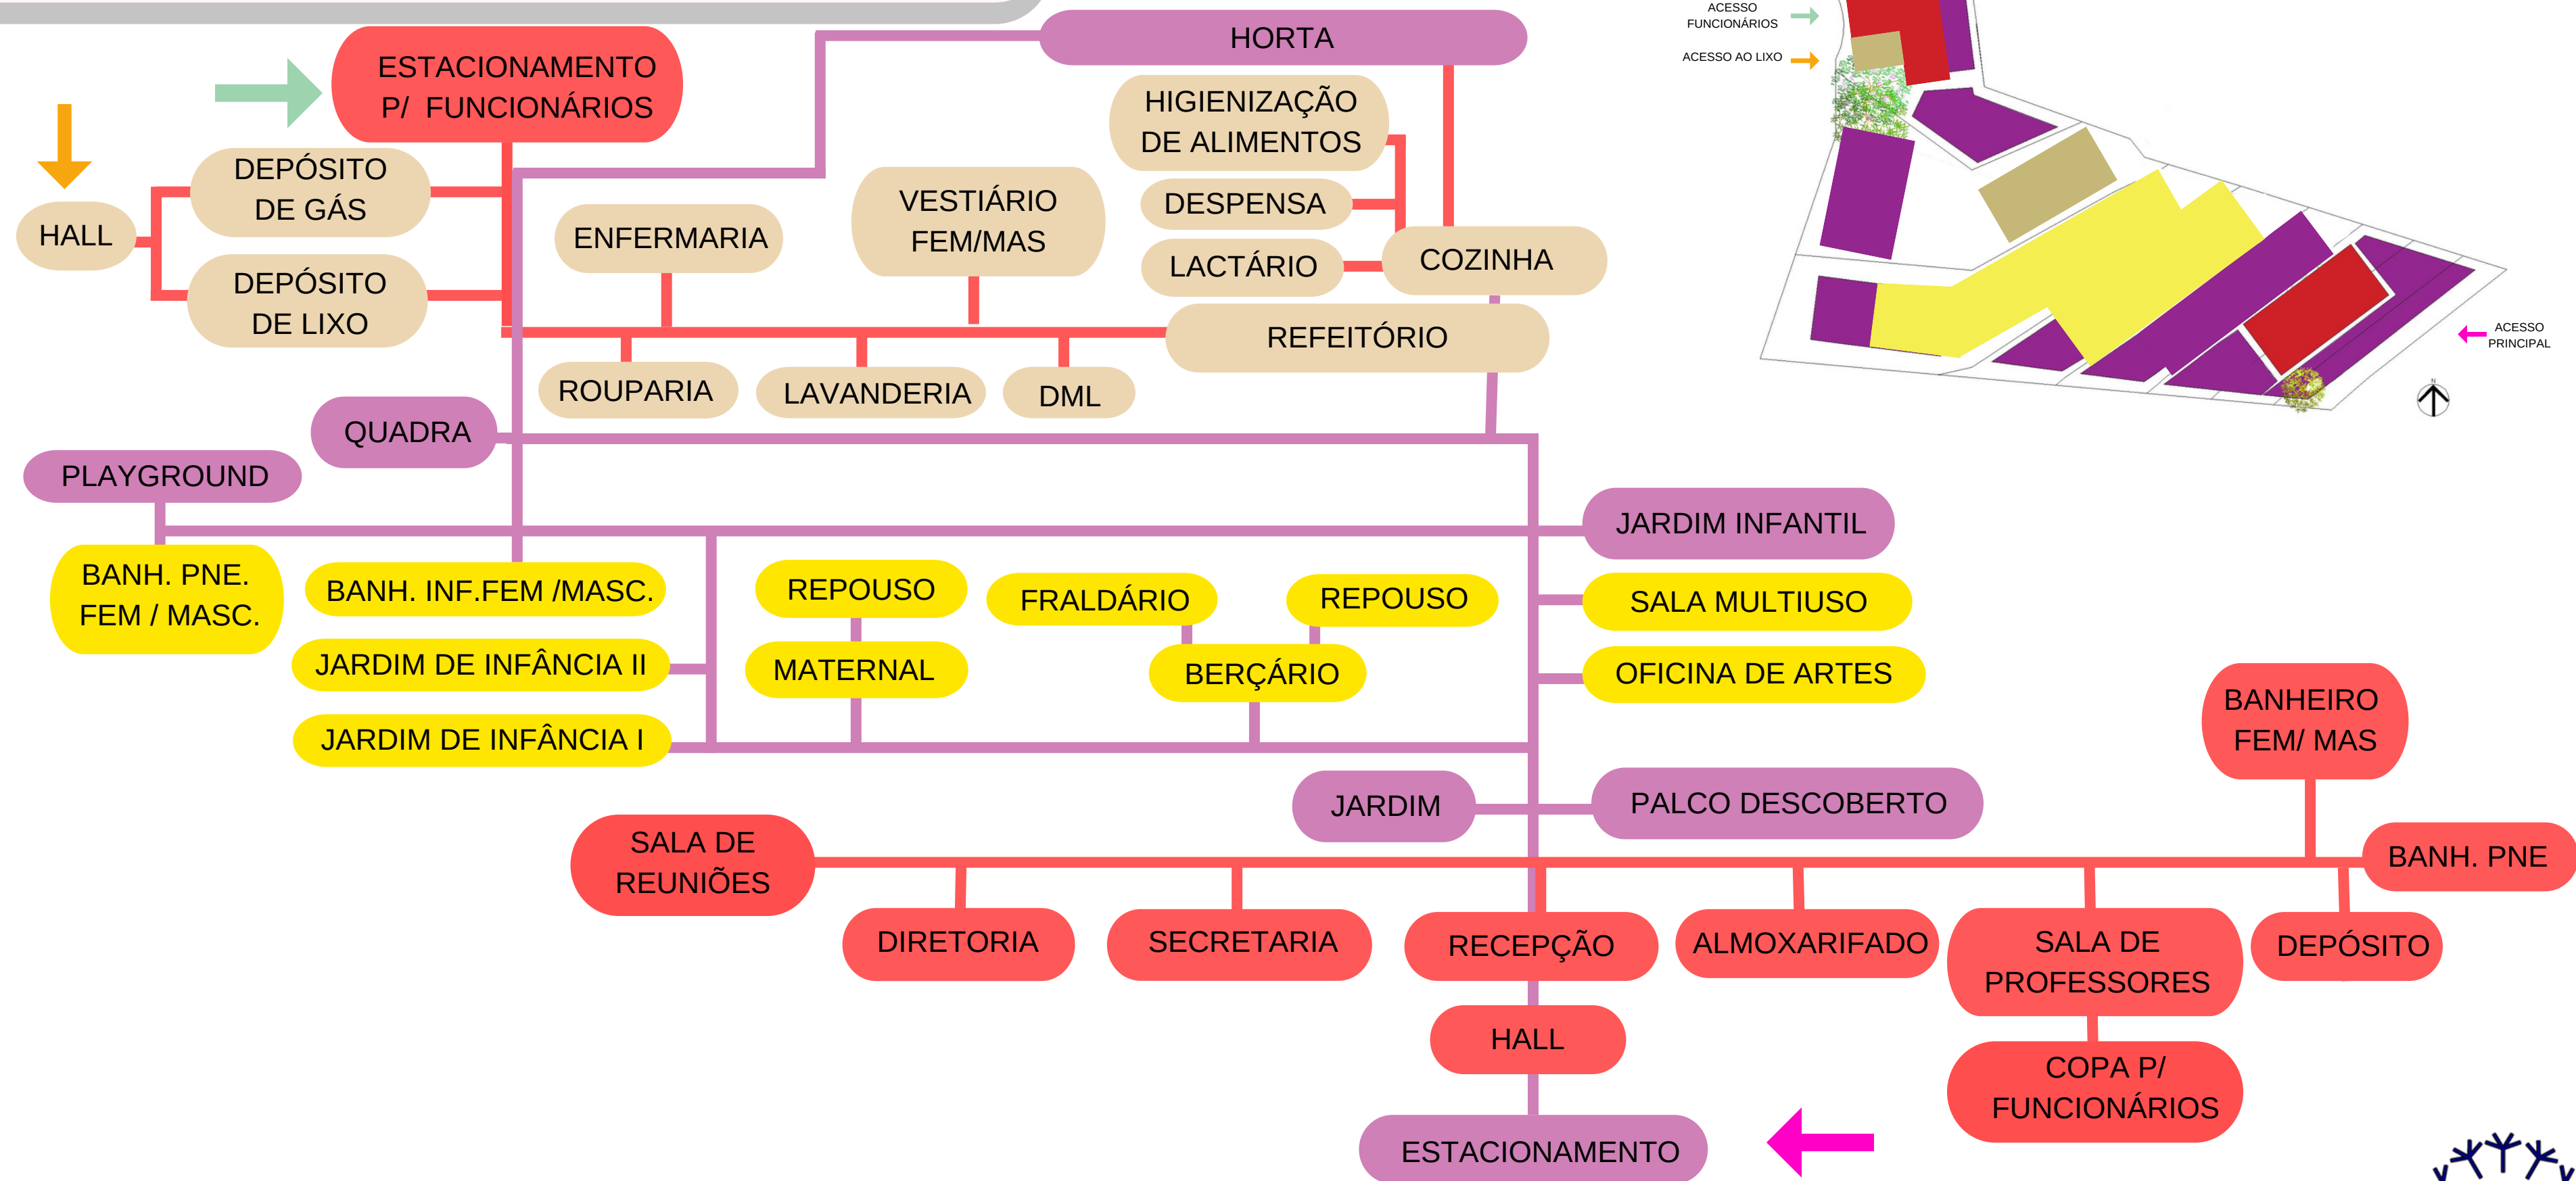 ACESSO
FUNCIONÁRIOS
ACESSO AO LIXO
ACESSO
PRINCIPAL
N
HORTA
ESTACIONAMENTO
P/ FUNCIONÁRIOS
HIGIENIZAÇÃO
DE ALIMENTOS
DEPÓSITO
DE GÁS
HALL
ENFERMARIA
VESTIÁRIO
FEM/MAS
DESPENSA
LACTÁRIO
COZINHA
DEPÓSITO
DE LIXO
REFEITÓRIO
ROUPARIA
LAVANDERIA
DML
QUADRA
PLAYGROUND
JARDIM INFANTIL
BANH. PNE.
FEM / MASC.
BANH. INF.FEM /MASC.
REPOUSO
FRALDÁRIO
REPOUSO
SALA MULTIUSO
JARDIM DE INFÂNCIA II
MATERNAL
BERÇÁRIO
OFICINA DE ARTES
JARDIM DE INFÂNCIA I
BANHEIRO
FEM/ MAS
JARDIM
PALCO DESCOBERTO
SALA DE
REUNIÕES
BANH. PNE
DIRETORIA
SECRETARIA
RECEPÇÃO
ALMOXARIFADO
SALA DE
PROFESSORES
DEPÓSITO
HALL
COPA P/
FUNCIONÁRIOS
ESTACIONAMENTO